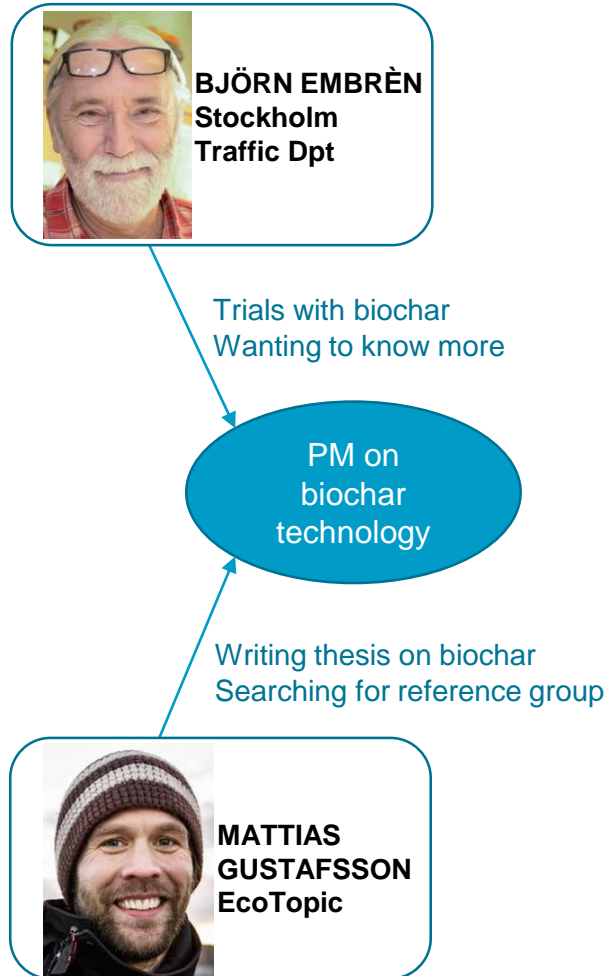 BJÖRN EMBRÈN
Stockholm
Traffic Dpt
Trials with biochar
Wanting to know more
PM on
biochar
technology
Writing thesis on biochar
Searching for reference group
MATTIAS
GUSTAFSSON
EcoTopic